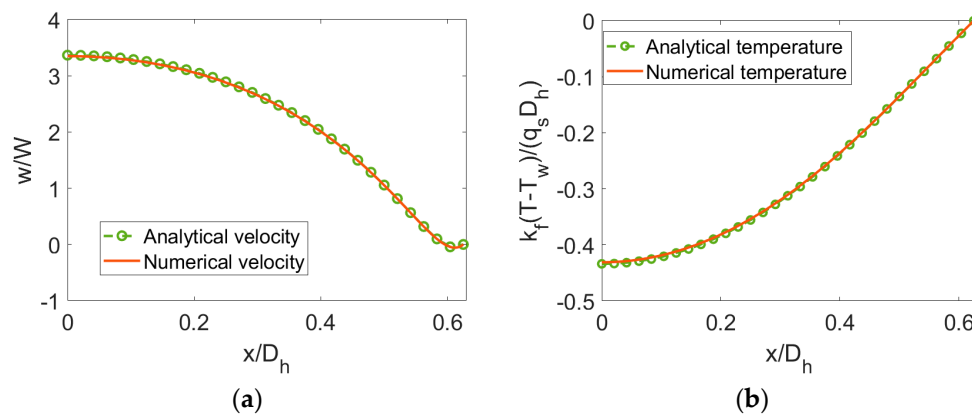 4
3
2
1
0
-1
w/W
Analytical velocity
Numerical velocity
0
0.2
0.4
0.6
x/D_h
(a)
0
-0.1
-0.2
-0.3
-0.4
-0.5
k_f(T-T_w)/(q_sD_h)
Analytical temperature
Numerical temperature
0
0.2
0.4
0.6
x/D_h
(b)